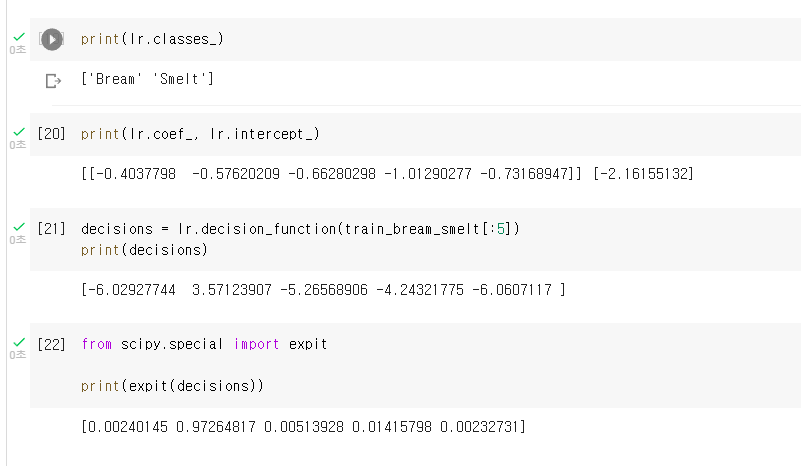 0초
print(lr.classes_)
['Bream' 'Smelt']
0초
[20] print(lr.coef_, lr.intercept_)
[[-0.4037798  -0.57620209 -0.66280298 -1.01290277 -0.73168947]] [-2.16155132]
0초
[21] decisions = lr.decision_function(train_bream_smelt[:5])
print(decisions)
[-6.02927744  3.57123907 -5.26568906 -4.24321775 -6.0607117 ]
0초
[22] from scipy.special import expit
print(expit(decisions))
[0.00240145 0.97264817 0.00513928 0.01415798 0.00232731]